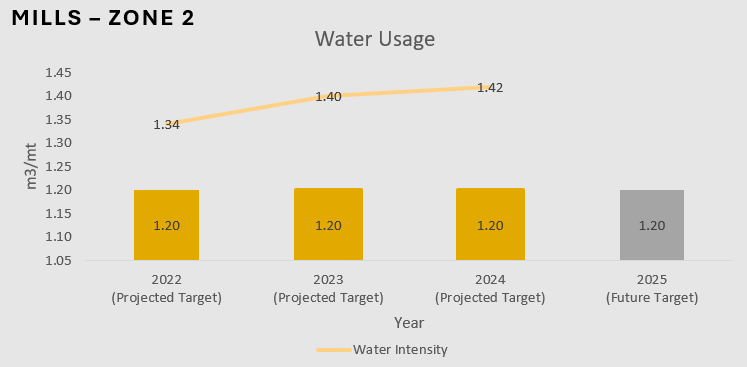 MILLS – ZONE 2
Water Usage
1.45
1.40
1.35
1.30
1.25
1.20
1.15
1.10
1.05
m3/mt
1.34
1.40
1.42
1.20
1.20
1.20
1.20
2022
(Projected Target)
2023
(Projected Target)
2024
(Projected Target)
2025
(Future Target)
Year
Water Intensity